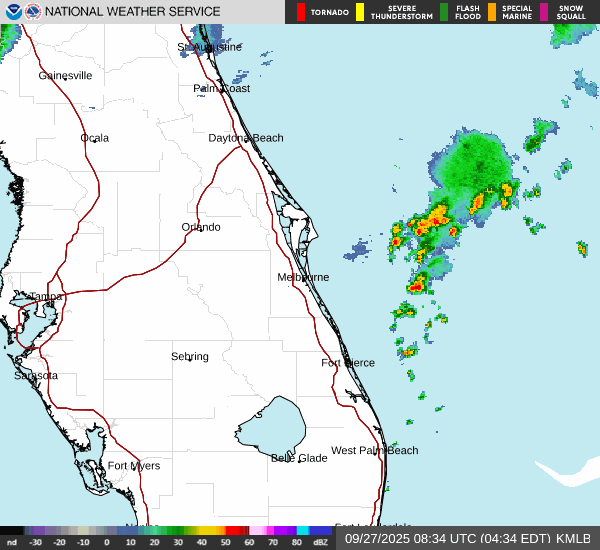 NATIONAL WEATHER SERVICE
TORNADO
SEVERE THUNDERSTORM
FLASH FLOOD
SPECIAL MARINE
SNOW SQUALL
St. Augustine
Gainesville
Palm Coast
Ocala
Daytona Beach
Orlando
Melbourne
Tampa
Sebring
Fort Pierce
Sarasota
West Palm Beach
Belle Glade
Fort Myers
nd -30 -20 -10 0 10 20 30 40 50 60 70 80 dBZ
09/27/2025 08:34 UTC (04:34 EDT) KMLB